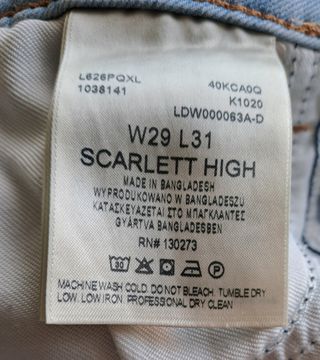 L626PQXL
40KCA0Q
1038141
K1020
LDW000063A-D
W29 L31
SCARLETT HIGH
MADE IN BANGLADESH
WYPRODUKOWANO W BANGLADESZU
ΚΑΤΑΣΚΕΥΑΖΕΤΑΙ ΣΤΟ ΜΠΑΓΚΛΑΝΤΕΣ
GYÁRTVA BANGLADESBEN
RN# 130273
30
P
MACHINE WASH COLD. DO NOT BLEACH. TUMBLE DRY
LOW. LOW IRON. PROFESSIONAL DRY CLEAN